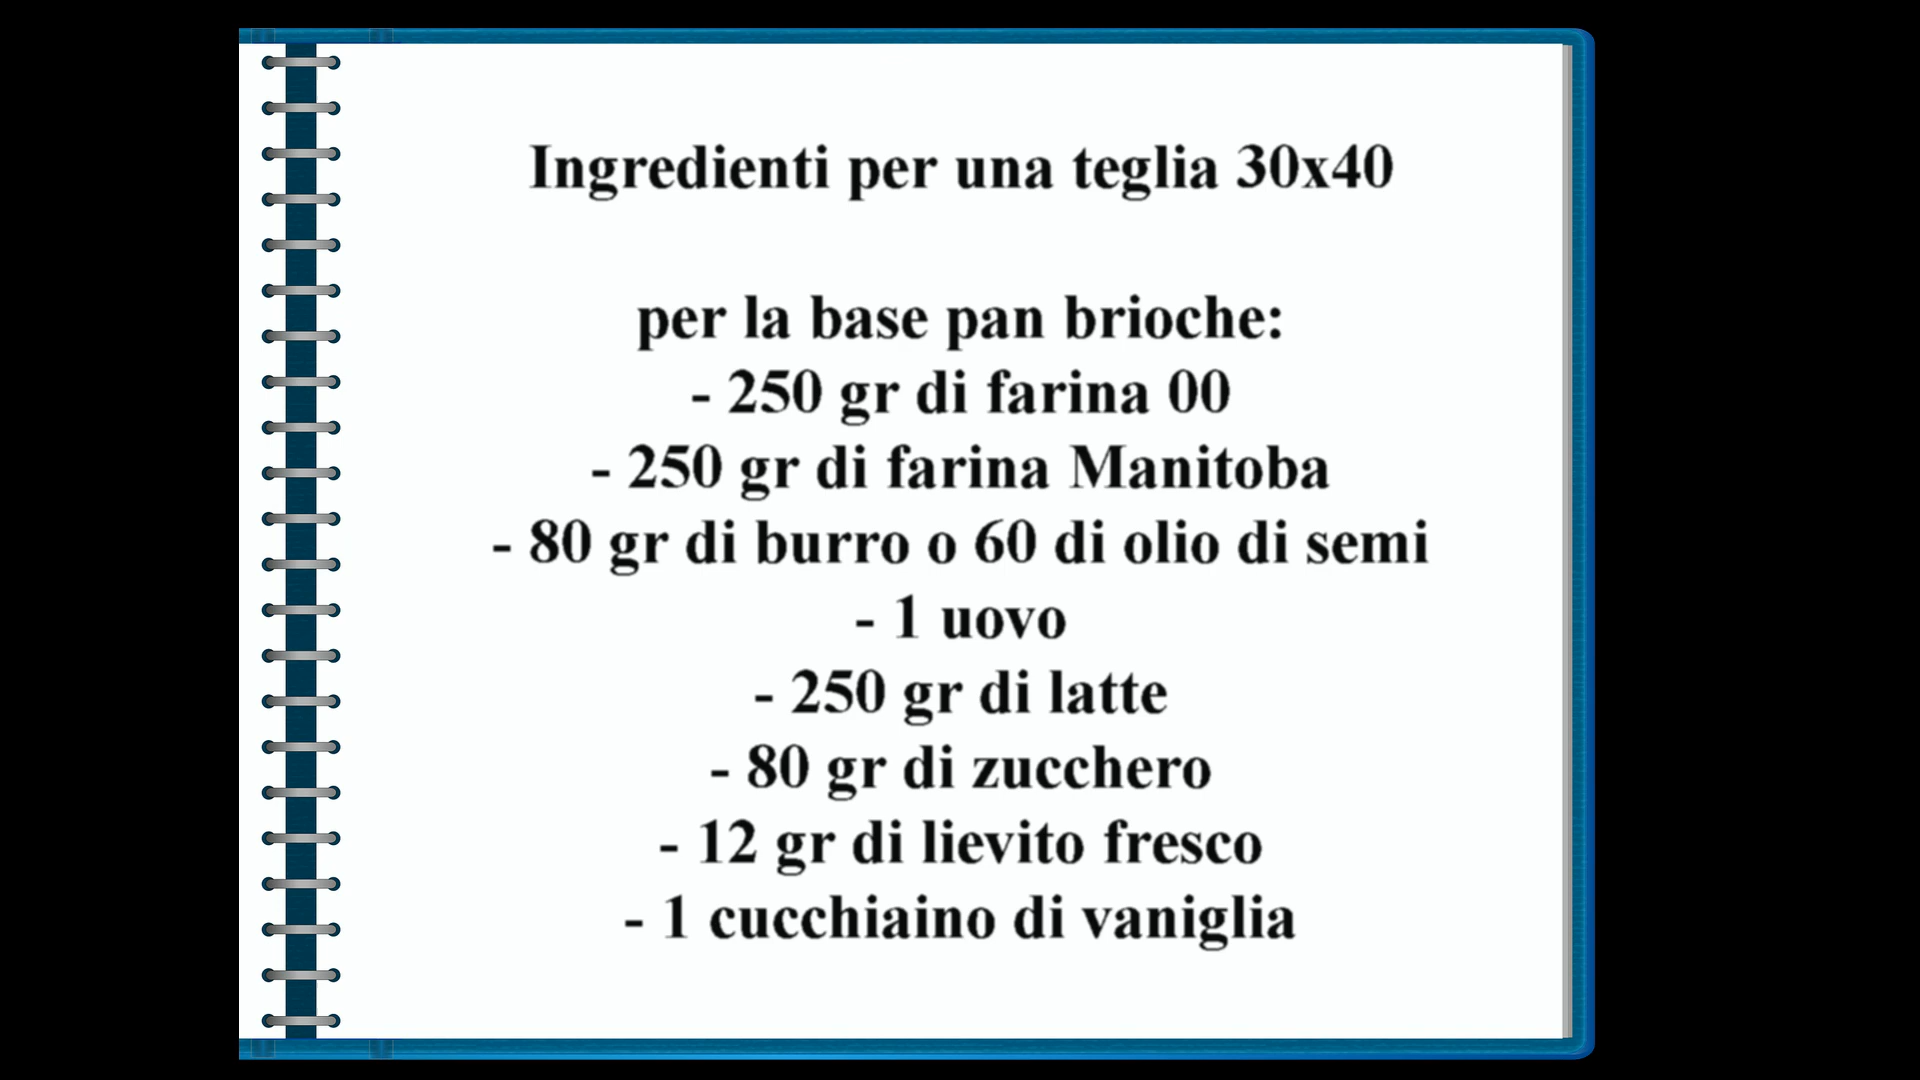 Ingredienti per una teglia 30x40
per la base pan brioche:
- 250 gr di farina 00
- 250 gr di farina Manitoba
- 80 gr di burro o 60 di olio di semi
- 1 uovo
- 250 gr di latte
- 80 gr di zucchero
- 12 gr di lievito fresco
- 1 cucchiaino di vaniglia